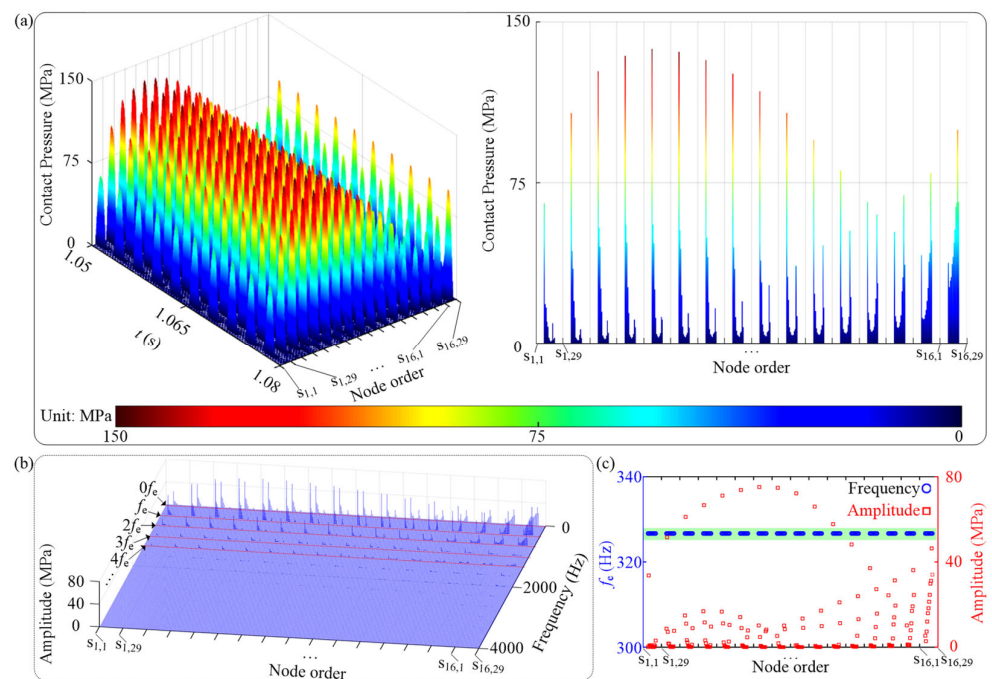 (a)
Contact Pressure (MPa)
150
75
0
1.05
1.065
1.08
t (s)
s1,1
s1,29
...
s16,1
s16,29
Node order
Contact Pressure (MPa)
150
75
0
s1,1
s1,29
...
s16,1
s16,29
Node order
Unit: MPa
150
75
0
(b)
0fe
fe
2fe
3fe
4fe
...
Amplitude (MPa)
80
40
0
s1,1
s1,29
...
s16,1
s16,29
Node order
0
2000
4000
Frequency (Hz)
(c)
340
320
300
fe (Hz)
Frequency
Amplitude
80
40
0
Amplitude (MPa)
s1,1
s1,29
...
s16,1
s16,29
Node order